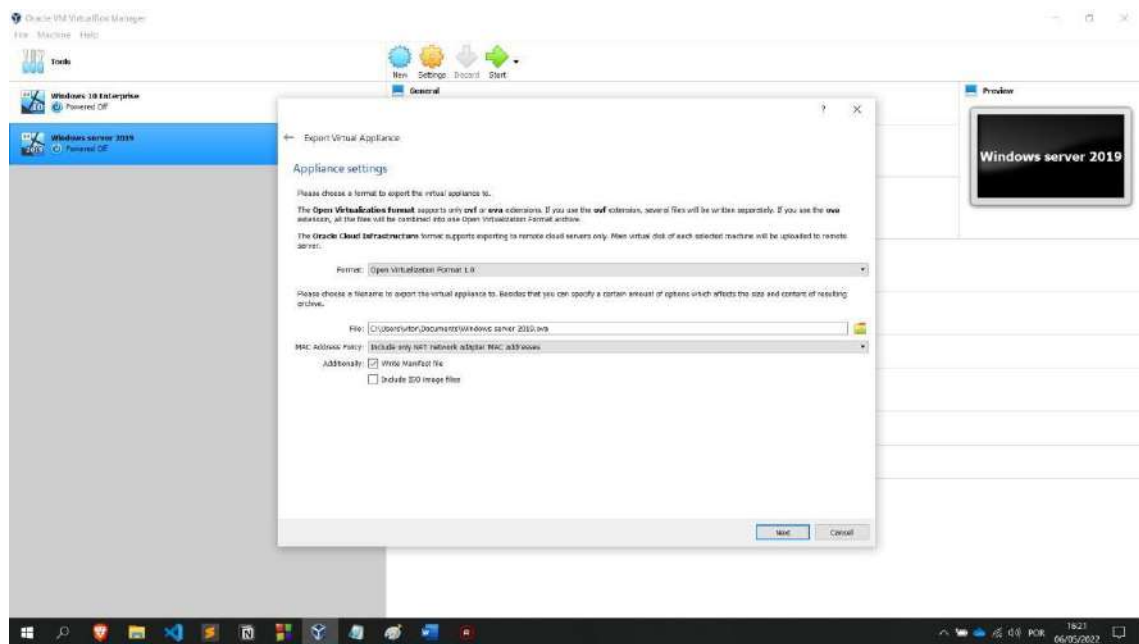 Oracle VM VirtualBox Manager
File Machine Help
Tools
New Settings Discard Start
Windows 10 Enterprise
Powered Off
Windows server 2019
Powered Off
General
Preview
Windows server 2019
Export Virtual Appliance
Appliance settings
Please choose a format to export the virtual appliance to.
The Open Virtualization Format supports only ovf or ova extensions. If you use the ovf extension, several files will be written separately. If you use the ova
extension, all the files will be combined into one Open Virtualization Format archive.
The Oracle Cloud Infrastructure format supports exporting to remote cloud servers only. Main virtual disk of each selected machine will be uploaded to remote
server.
Format: Open Virtualization Format 1.0
Please choose a filename to export the virtual appliance to. Besides that you can specify a certain amount of options which affects the size and content of resulting
archive.
File: C:\Users\vitor\Documents\Windows server 2019.ova
MAC Address Policy: Include only NAT network adapter MAC addresses
Additionally: Write Manifest file
Include ISO image files
Next Cancel
POR
16:21
06/05/2022